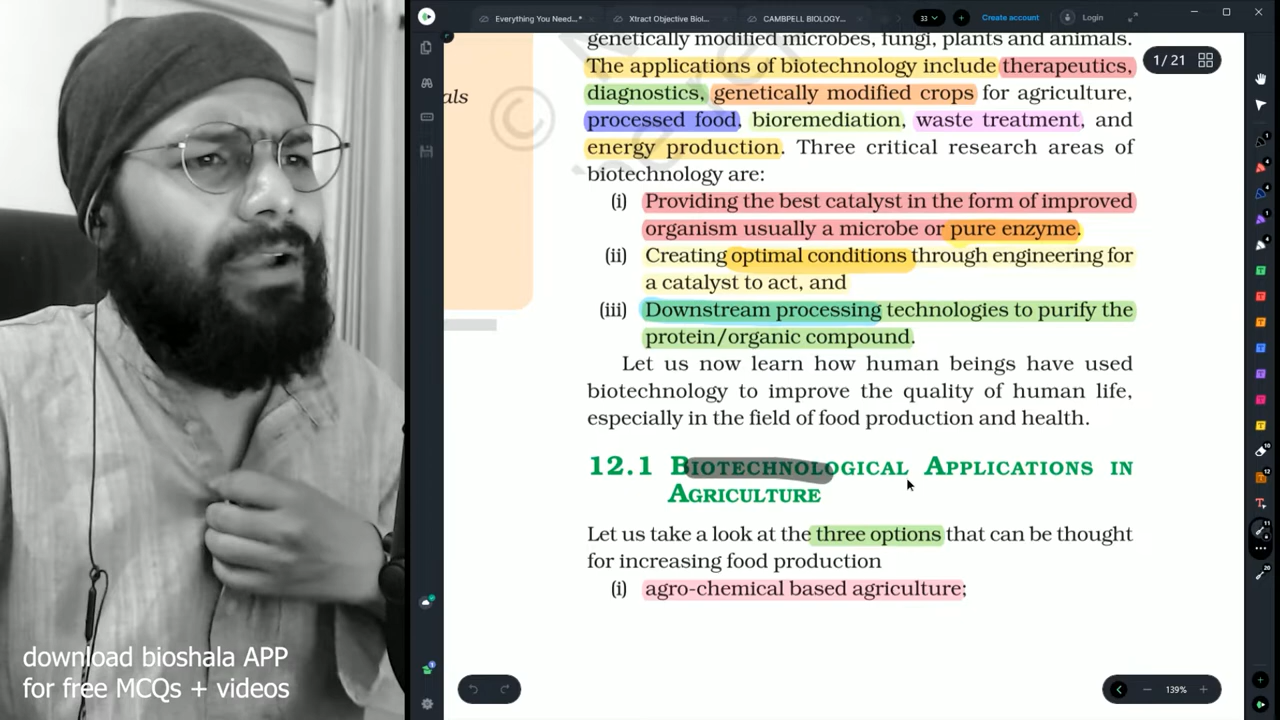 Everything You Need...*
Xtract Objective Biol...
CAMPBELL BIOLOGY...
33
Create account
Login
als
genetically modified microbes, fungi, plants and animals.
The applications of biotechnology include therapeutics,
diagnostics, genetically modified crops for agriculture,
processed food, bioremediation, waste treatment, and
energy production. Three critical research areas of
biotechnology are:
(i) Providing the best catalyst in the form of improved
organism usually a microbe or pure enzyme.
(ii) Creating optimal conditions through engineering for
a catalyst to act, and
(iii) Downstream processing technologies to purify the
protein/organic compound.
Let us now learn how human beings have used
biotechnology to improve the quality of human life,
especially in the field of food production and health.
12.1 BIOTECHNOLOGICAL APPLICATIONS IN
AGRICULTURE
Let us take a look at the three options that can be thought
for increasing food production
(i) agro-chemical based agriculture;
1/21
139%
download bioshala APP
for free MCQs + videos